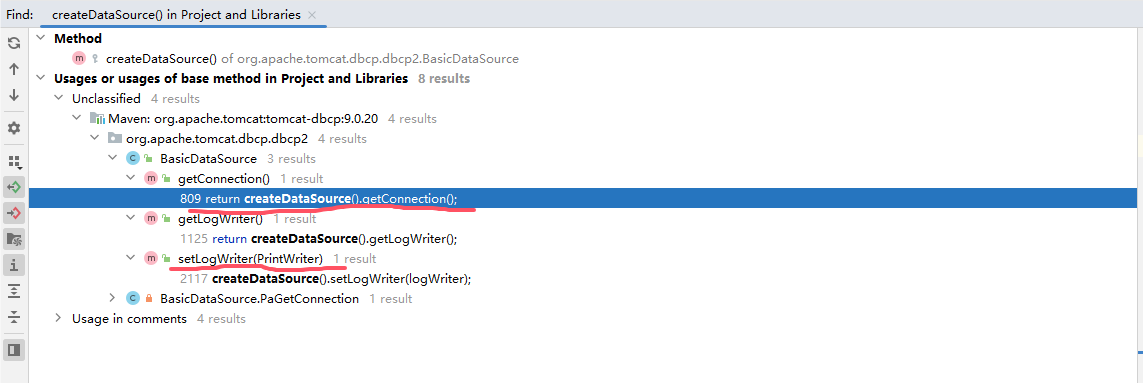 Find: createDataSource() in Project and Libraries
Method
m createDataSource() of org.apache.tomcat.dbcp.dbcp2.BasicDataSource
Usages or usages of base method in Project and Libraries 8 results
Unclassified 4 results
Maven: org.apache.tomcat:tomcat-dbcp:9.0.20 4 results
org.apache.tomcat.dbcp.dbcp2 4 results
C BasicDataSource 3 results
m getConnection() 1 result
809 return createDataSource().getConnection();
m getLogWriter() 1 result
1125 return createDataSource().getLogWriter();
m setLogWriter(PrintWriter) 1 result
2117 createDataSource().setLogWriter(logWriter);
C BasicDataSource.PaGetConnection 1 result
Usage in comments 4 results